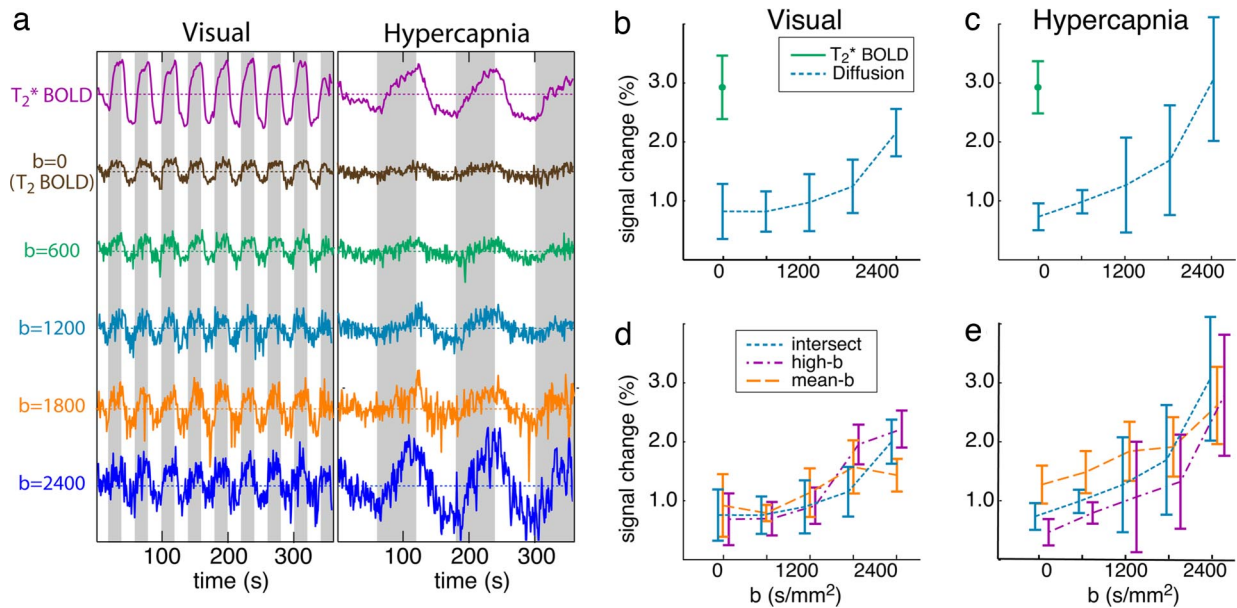 a
Visual
Hypercapnia
T2* BOLD
b=0
(T2 BOLD)
b=600
b=1200
b=1800
b=2400
100 200 300
100 200 300
time (s)
time (s)
b
Visual
T2* BOLD
Diffusion
signal change (%)
3.0
2.0
1.0
0 1200 2400
c
Hypercapnia
3.0
2.0
1.0
0 1200 2400
d
intersect
high-b
mean-b
signal change (%)
3.0
2.0
1.0
0 1200 2400
b (s/mm²)
e
3.0
2.0
1.0
0 1200 2400
b (s/mm²)